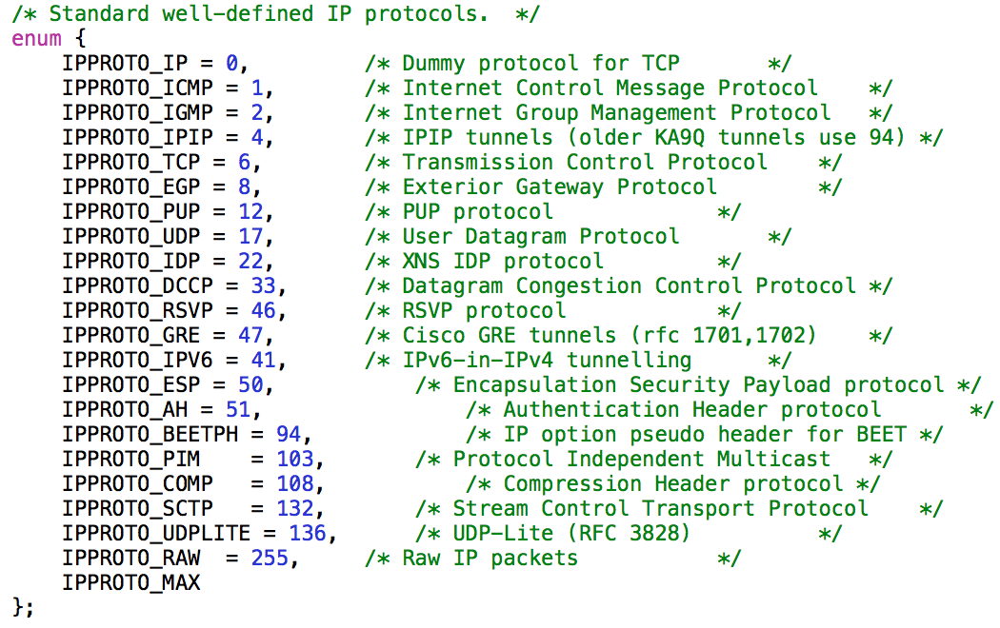 /* Standard well-defined IP protocols.  */
enum {
    IPPROTO_IP = 0,         /* Dummy protocol for TCP       */
    IPPROTO_ICMP = 1,       /* Internet Control Message Protocol    */
    IPPROTO_IGMP = 2,       /* Internet Group Management Protocol   */
    IPPROTO_IPIP = 4,       /* IPIP tunnels (older KA9Q tunnels use 94) */
    IPPROTO_TCP = 6,        /* Transmission Control Protocol    */
    IPPROTO_EGP = 8,        /* Exterior Gateway Protocol        */
    IPPROTO_PUP = 12,       /* PUP protocol             */
    IPPROTO_UDP = 17,       /* User Datagram Protocol       */
    IPPROTO_IDP = 22,       /* XNS IDP protocol         */
    IPPROTO_DCCP = 33,      /* Datagram Congestion Control Protocol */
    IPPROTO_RSVP = 46,      /* RSVP protocol            */
    IPPROTO_GRE = 47,       /* Cisco GRE tunnels (rfc 1701,1702)    */
    IPPROTO_IPV6 = 41,      /* IPv6-in-IPv4 tunnelling      */
    IPPROTO_ESP = 50,           /* Encapsulation Security Payload protocol */
    IPPROTO_AH = 51,                /* Authentication Header protocol       */
    IPPROTO_BEETPH = 94,            /* IP option pseudo header for BEET */
    IPPROTO_PIM    = 103,       /* Protocol Independent Multicast   */
    IPPROTO_COMP   = 108,           /* Compression Header protocol */
    IPPROTO_SCTP   = 132,       /* Stream Control Transport Protocol    */
    IPPROTO_UDPLITE = 136,      /* UDP-Lite (RFC 3828)          */
    IPPROTO_RAW  = 255,     /* Raw IP packets           */
    IPPROTO_MAX
};